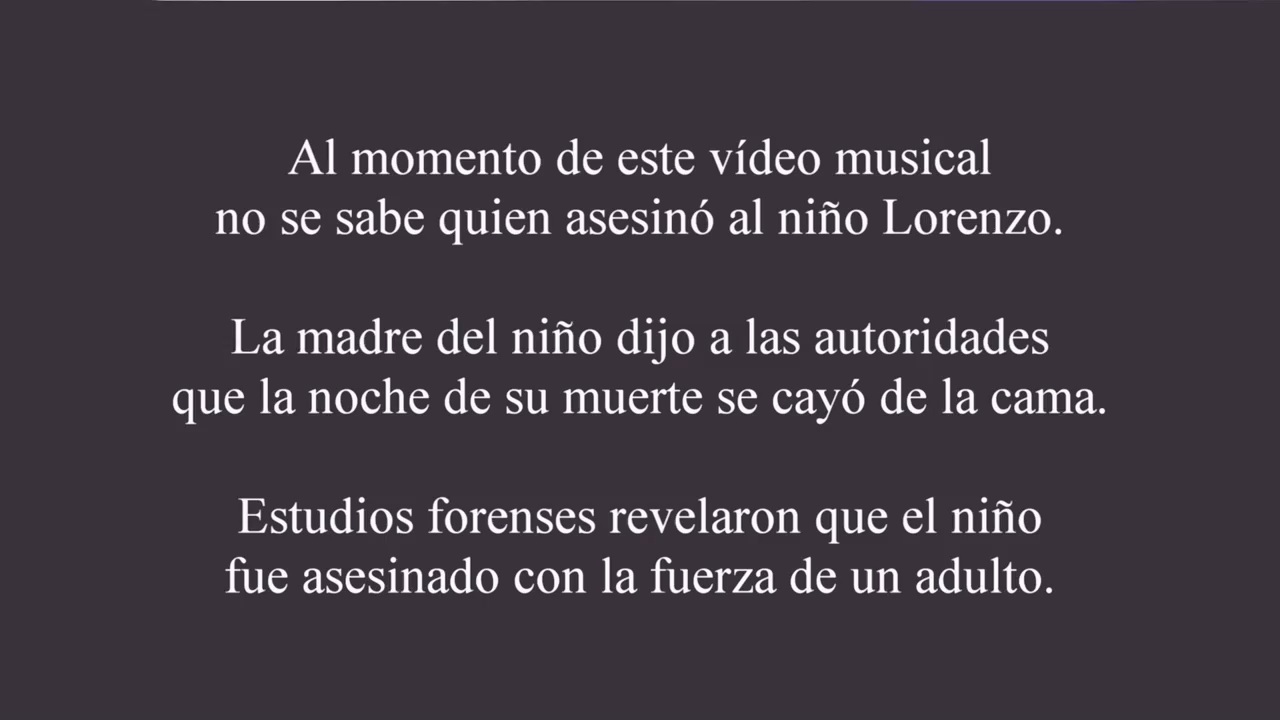 Al momento de este vídeo musical
no se sabe quien asesinó al niño Lorenzo.
La madre del niño dijo a las autoridades
que la noche de su muerte se cayó de la cama.
Estudios forenses revelaron que el niño
fue asesinado con la fuerza de un adulto.